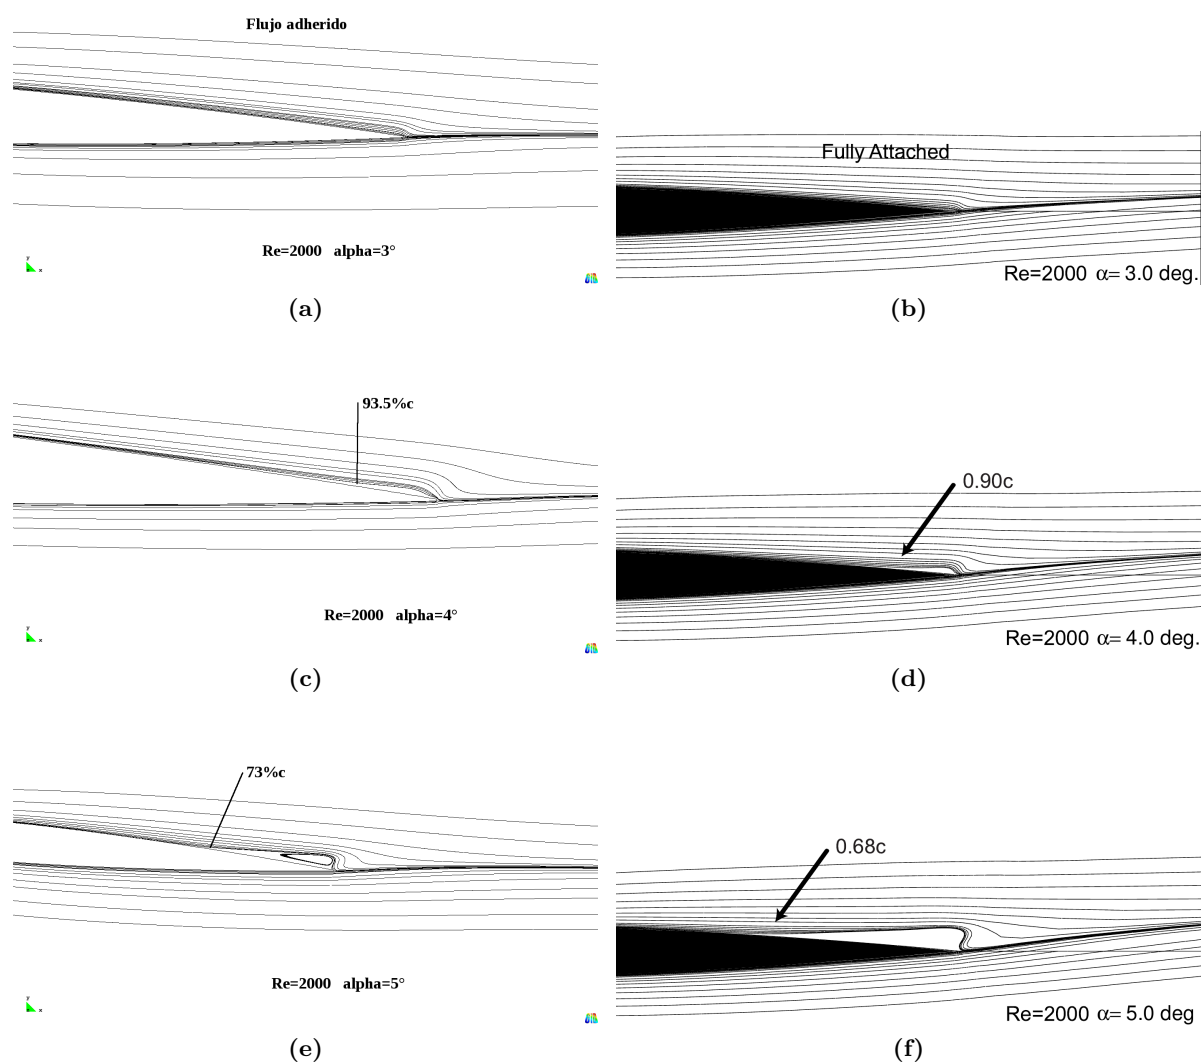 Flujo adherido
Re=2000 alpha=3°
y
x
(a)
Fully Attached
Re=2000 α= 3.0 deg.
(b)
93.5%c
Re=2000 alpha=4°
y
x
(c)
0.90c
Re=2000 α= 4.0 deg.
(d)
73%c
Re=2000 alpha=5°
y
x
(e)
0.68c
Re=2000 α= 5.0 deg
(f)